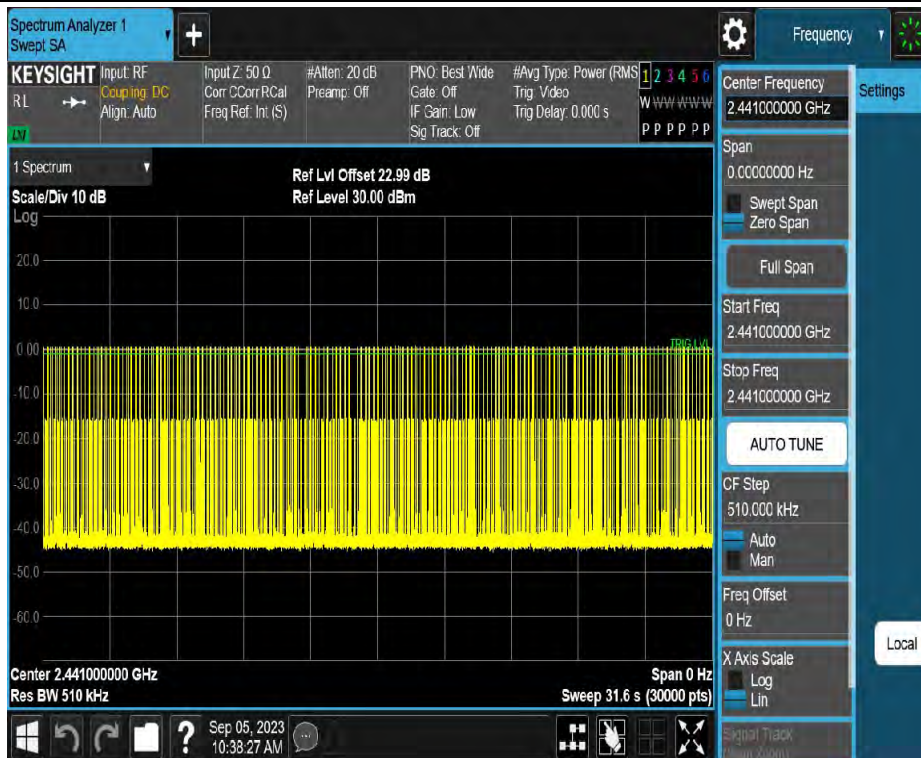 Spectrum Analyzer 1
Swept SA
+
Frequency
KEYSIGHT
RL
LXI
Input: RF
Coupling: DC
Align: Auto
Input Z: 50 Ω
Corr CCorr RCal
Freq Ref: Int (S)
#Atten: 20 dB
Preamp: Off
PNO: Best Wide
Gate: Off
IF Gain: Low
Sig Track: Off
#Avg Type: Power (RMS
Trig: Video
Trig Delay: 0.000 s
1 2 3 4 5 6
W W W W W W
P P P P P P
Center Frequency
2.441000000 GHz
Settings
1 Spectrum
Scale/Div 10 dB
Log
Ref Lvl Offset 22.99 dB
Ref Level 30.00 dBm
20.0
10.0
0.00
TRIG LVL
-10.0
-20.0
-30.0
-40.0
-50.0
-60.0
Center 2.441000000 GHz
Res BW 510 kHz
Span 0 Hz
Sweep 31.6 s (30000 pts)
Span
0.00000000 Hz
Swept Span
Zero Span
Full Span
Start Freq
2.441000000 GHz
Stop Freq
2.441000000 GHz
AUTO TUNE
CF Step
510.000 kHz
Auto
Man
Freq Offset
0 Hz
X Axis Scale
Log
Lin
Signal Track
Local
?
Sep 05, 2023
10:38:27 AM